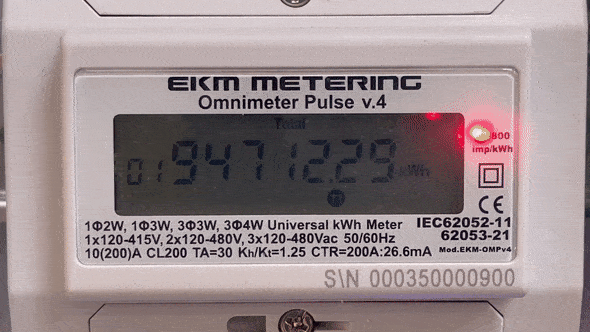 EKM METERING
Omnimeter Pulse v.4
Total
01 94712.29 kWh
T
800
imp/kWh
1Φ2W, 1Φ3W, 3Φ3W, 3Φ4W Universal kWh Meter
1x120-415V, 2x120-480V, 3x120-480Vac 50/60Hz
10(200)A CL200 TA=30 Kh/Kt=1.25 CTR=200A:26.6mA
IEC62052-11
62053-21
Mod.EKM-OMPv4
CE
S\N 000350000900